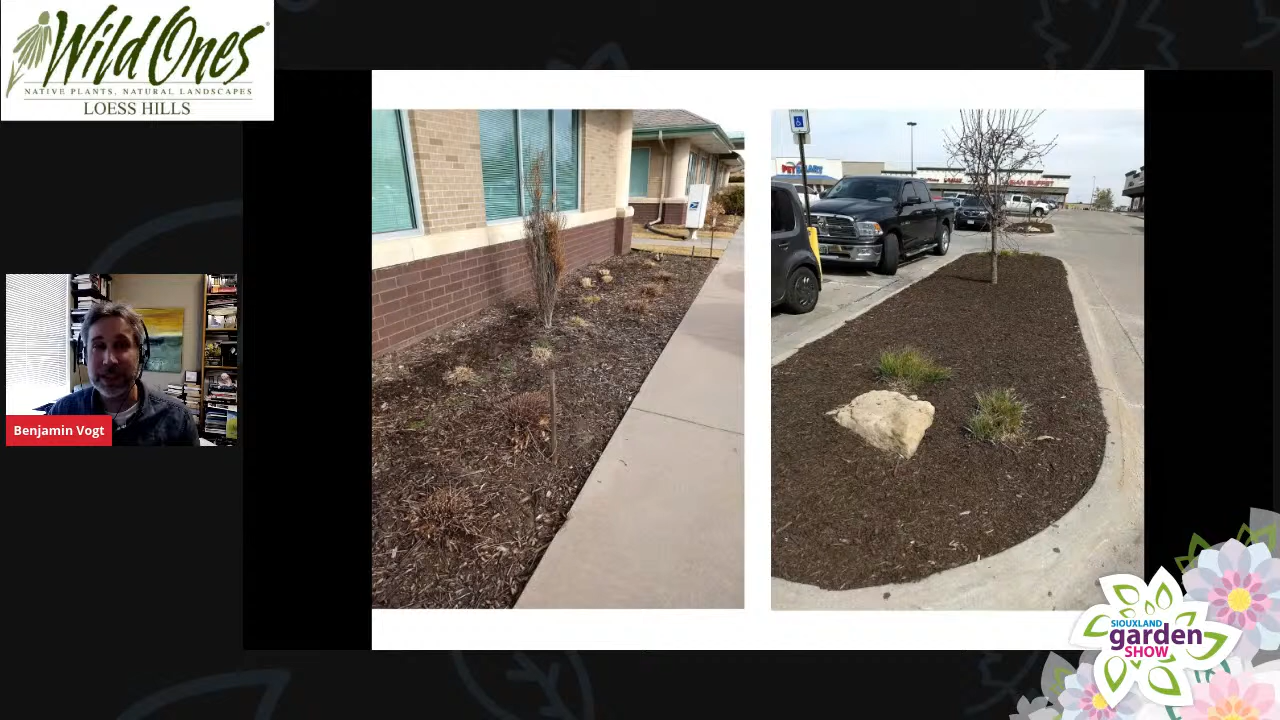 Wild Ones®
NATIVE PLANTS, NATURAL LANDSCAPES
LOESS HILLS
PETSMART
Benjamin Vogt
SIOUXLAND
garden
SHOW